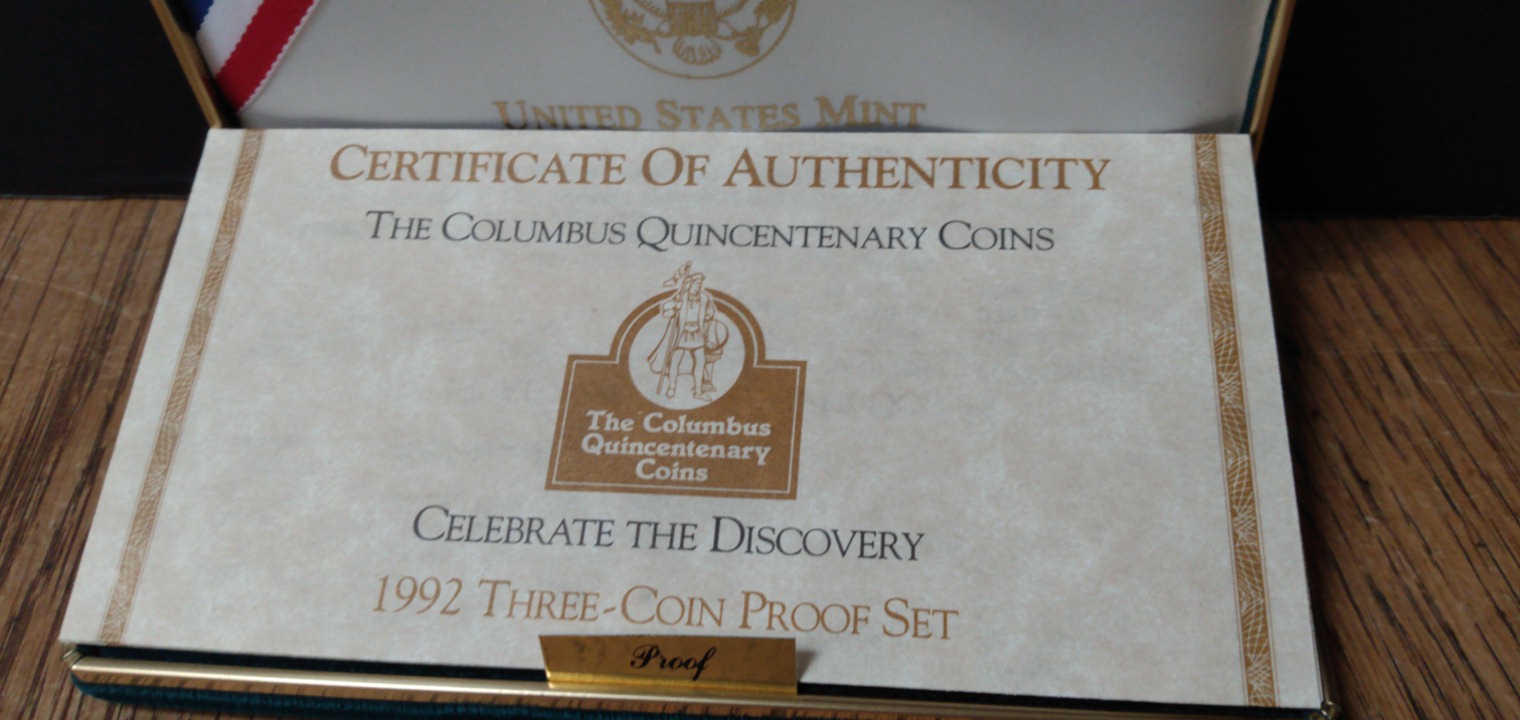 UNITED STATES MINT
CERTIFICATE OF AUTHENTICITY
THE COLUMBUS QUINCENTENARY COINS
The Columbus
Quincentenary
Coins
CELEBRATE THE DISCOVERY
1992 THREE-COIN PROOF SET
Proof